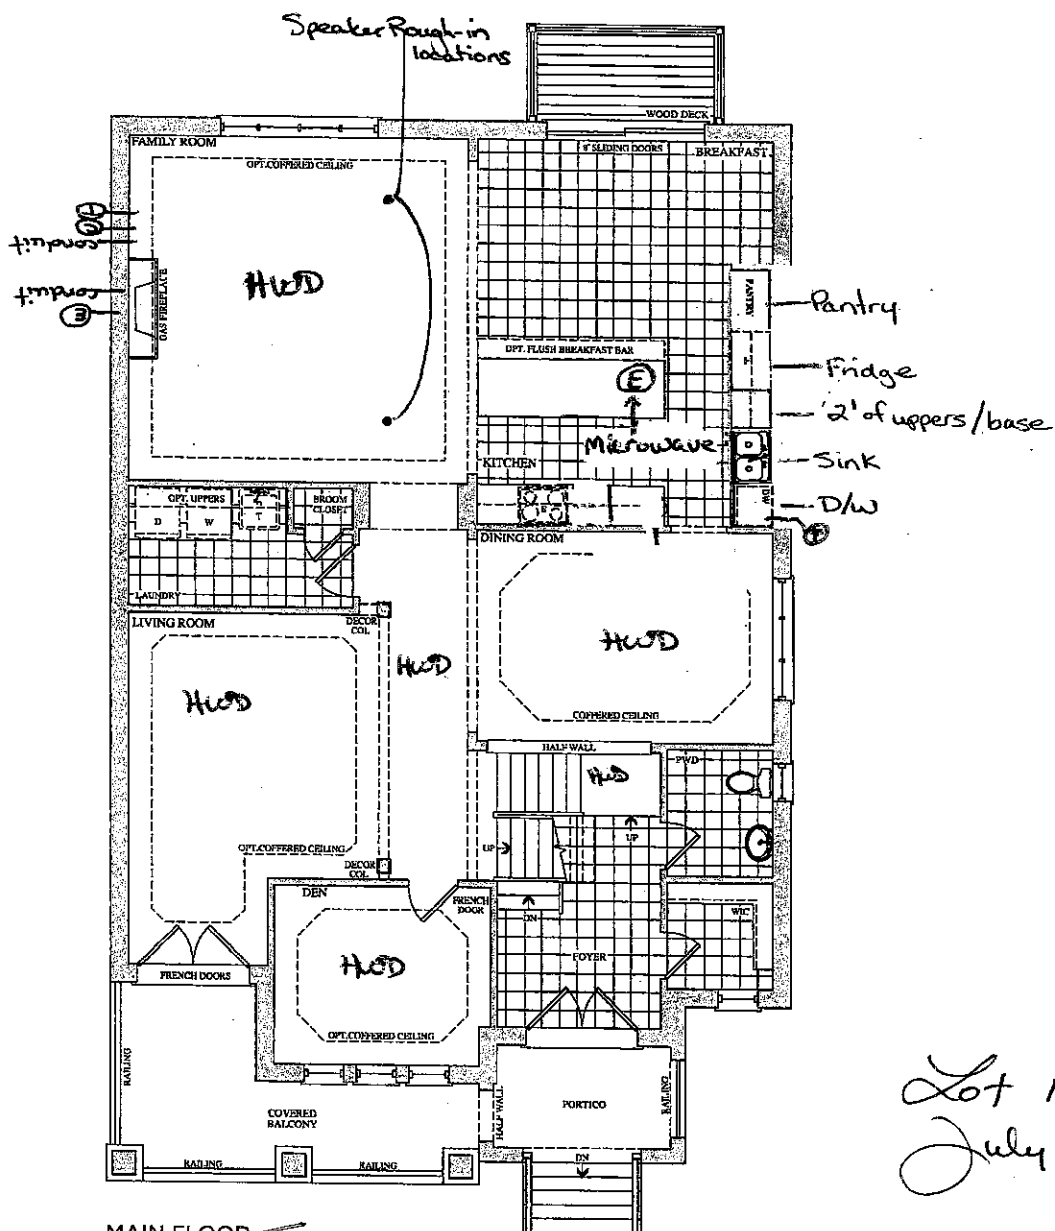 Speaker Rough-in
locations
WOOD DECK
FAMILY ROOM
OPT.COFFERED CEILING
8' SLIDING DOORS
BREAKFAST
T
C
conduit
conduit
E
GAS FIREPLACE
HWD
PANTRY
Pantry
OPT. FLUSH BREAKFAST BAR
E
Microwave
Fridge
'2' of uppers/base
Sink
KITCHEN
DW
D/W
T
OPT. UPPERS
D
W
T
BROOM
CLOSET
LAUNDRY
DINING ROOM
HWD
COFFERED CEILING
LIVING ROOM
DECOR
COL.
HWD
HWD
OPT.COFFERED CEILING
DECOR
COL.
HALF WALL
HWD
PWD
UP
UP
DEN
FRENCH
DOOR
DN
WIC
HWD
FOYER
OPT.COFFERED CEILING
FRENCH DOORS
RAILING
COVERED
BALCONY
HALF WALL
PORTICO
RAILING
RAILING
RAILING
DN
MAIN FLOOR
Lot
July